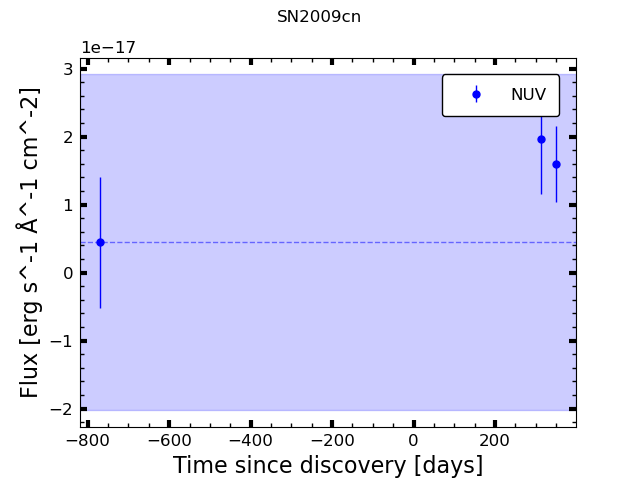 SN2009cn
1e−17
3
2
1
0
−1
−2
NUV
−800
−600
−400
−200
0
200
Time since discovery [days]
Flux [erg s^-1 Å^-1 cm^-2]